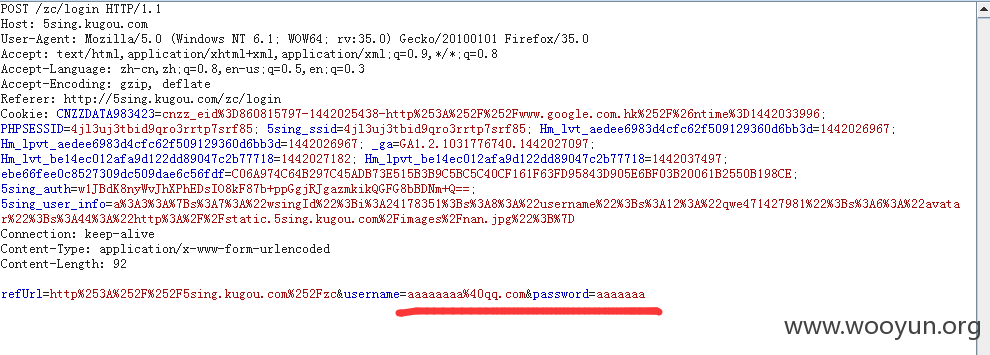 POST /zc/login HTTP/1.1
Host: 5sing.kugou.com
User-Agent: Mozilla/5.0 (Windows NT 6.1; WOW64; rv:35.0) Gecko/20100101 Firefox/35.0
Accept: text/html,application/xhtml+xml,application/xml;q=0.9,*/*;q=0.8
Accept-Language: zh-cn,zh;q=0.8,en-us;q=0.5,en;q=0.3
Accept-Encoding: gzip, deflate
Referer: http://5sing.kugou.com/zc/login
Cookie: CNZZDATA983423=cnzz_eid%3D860815797-1442025438-http%253A%252F%252Fwww.google.com.hk%252F%26ntime%3D1442033996;
PHPSESSID=4jl3uj3tbid9qro3rrtp7srf85; 5sing_ssid=4jl3uj3tbid9qro3rrtp7srf85; Hm_lvt_aedee6983d4cfc62f509129360d6bb3d=1442026967;
Hm_lpvt_aedee6983d4cfc62f509129360d6bb3d=1442026967; _ga=GA1.2.1031776740.1442027097;
Hm_lvt_be14ec012afa9d122dd89047c2b77718=1442027182; Hm_lpvt_be14ec012afa9d122dd89047c2b77718=1442037497;
ebe66fee0c8527309dc509dae6c56fdf=C06A974C64B297C45ADB73E515B3B9C5BC5C40CF161F63FD95843D905E6BF03B20061B2550B198CE;
5sing_auth=w1JBdK8nyWvJhXPhEDsIO8kF87b+ppGgjRJgazmkikQGFG8bBDNm+Q==;
5sing_user_info=a%3A3%3A%7Bs%3A7%3A%22wsingId%22%3Bi%3A24178351%3Bs%3A8%3A%22username%22%3Bs%3A12%3A%22qwe471427981%22%3Bs%3A6%3A%22avata
r%22%3Bs%3A44%3A%22http%3A%2F%2Fstatic.5sing.kugou.com%2Fimages%2Fnan.jpg%22%3B%7D
Connection: keep-alive
Content-Type: application/x-www-form-urlencoded
Content-Length: 92
refUrl=http%253A%252F%252F5sing.kugou.com%252Fzc&username=aaaaaaaa%40qq.com&password=aaaaaaa
www.wooyun.org